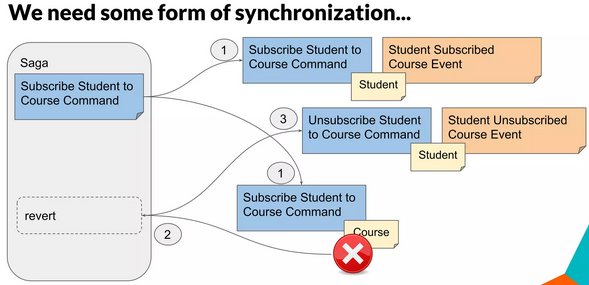 We need some form of synchronization...
Saga
Subscribe Student to
Course Command
revert
1
Subscribe Student to
Course Command
Student Subscribed
Course Event
Student
3
Unsubscribe Student
to Course Command
Student Unsubscribed
Course Event
Student
1
Subscribe Student to
Course Command
Course
2